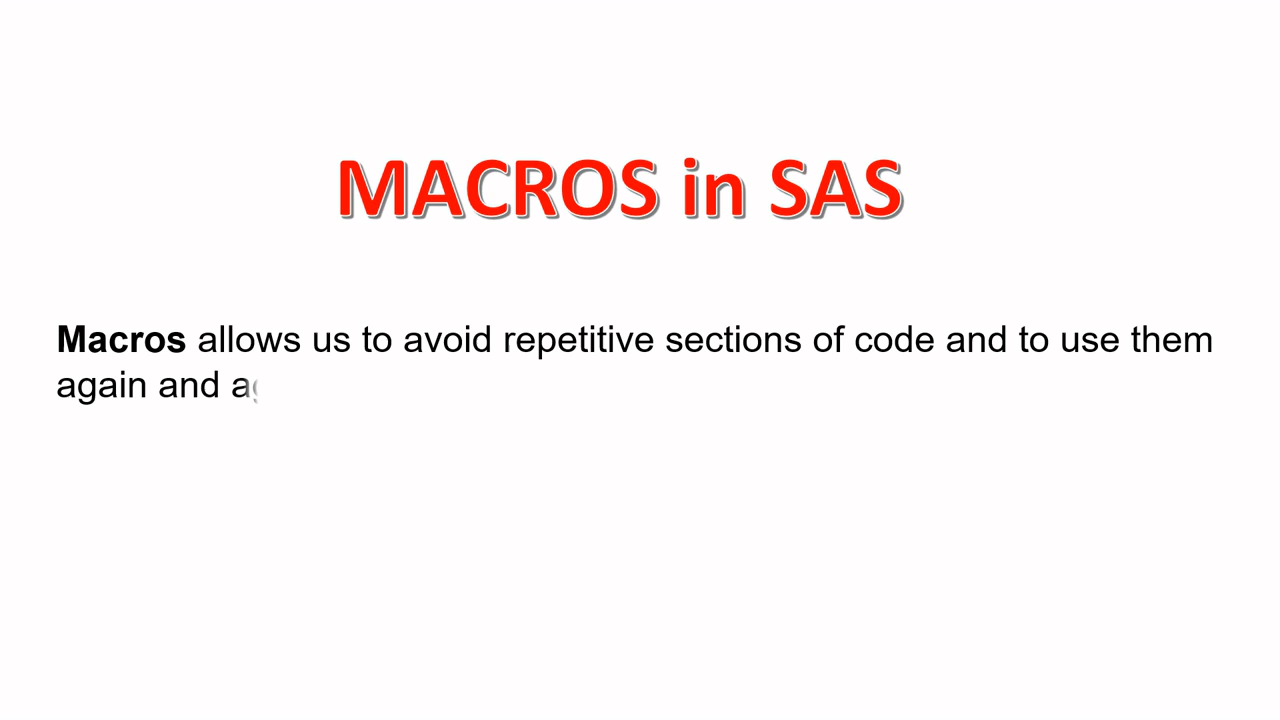 MACROS in SAS
Macros allows us to avoid repetitive sections of code and to use them
again and